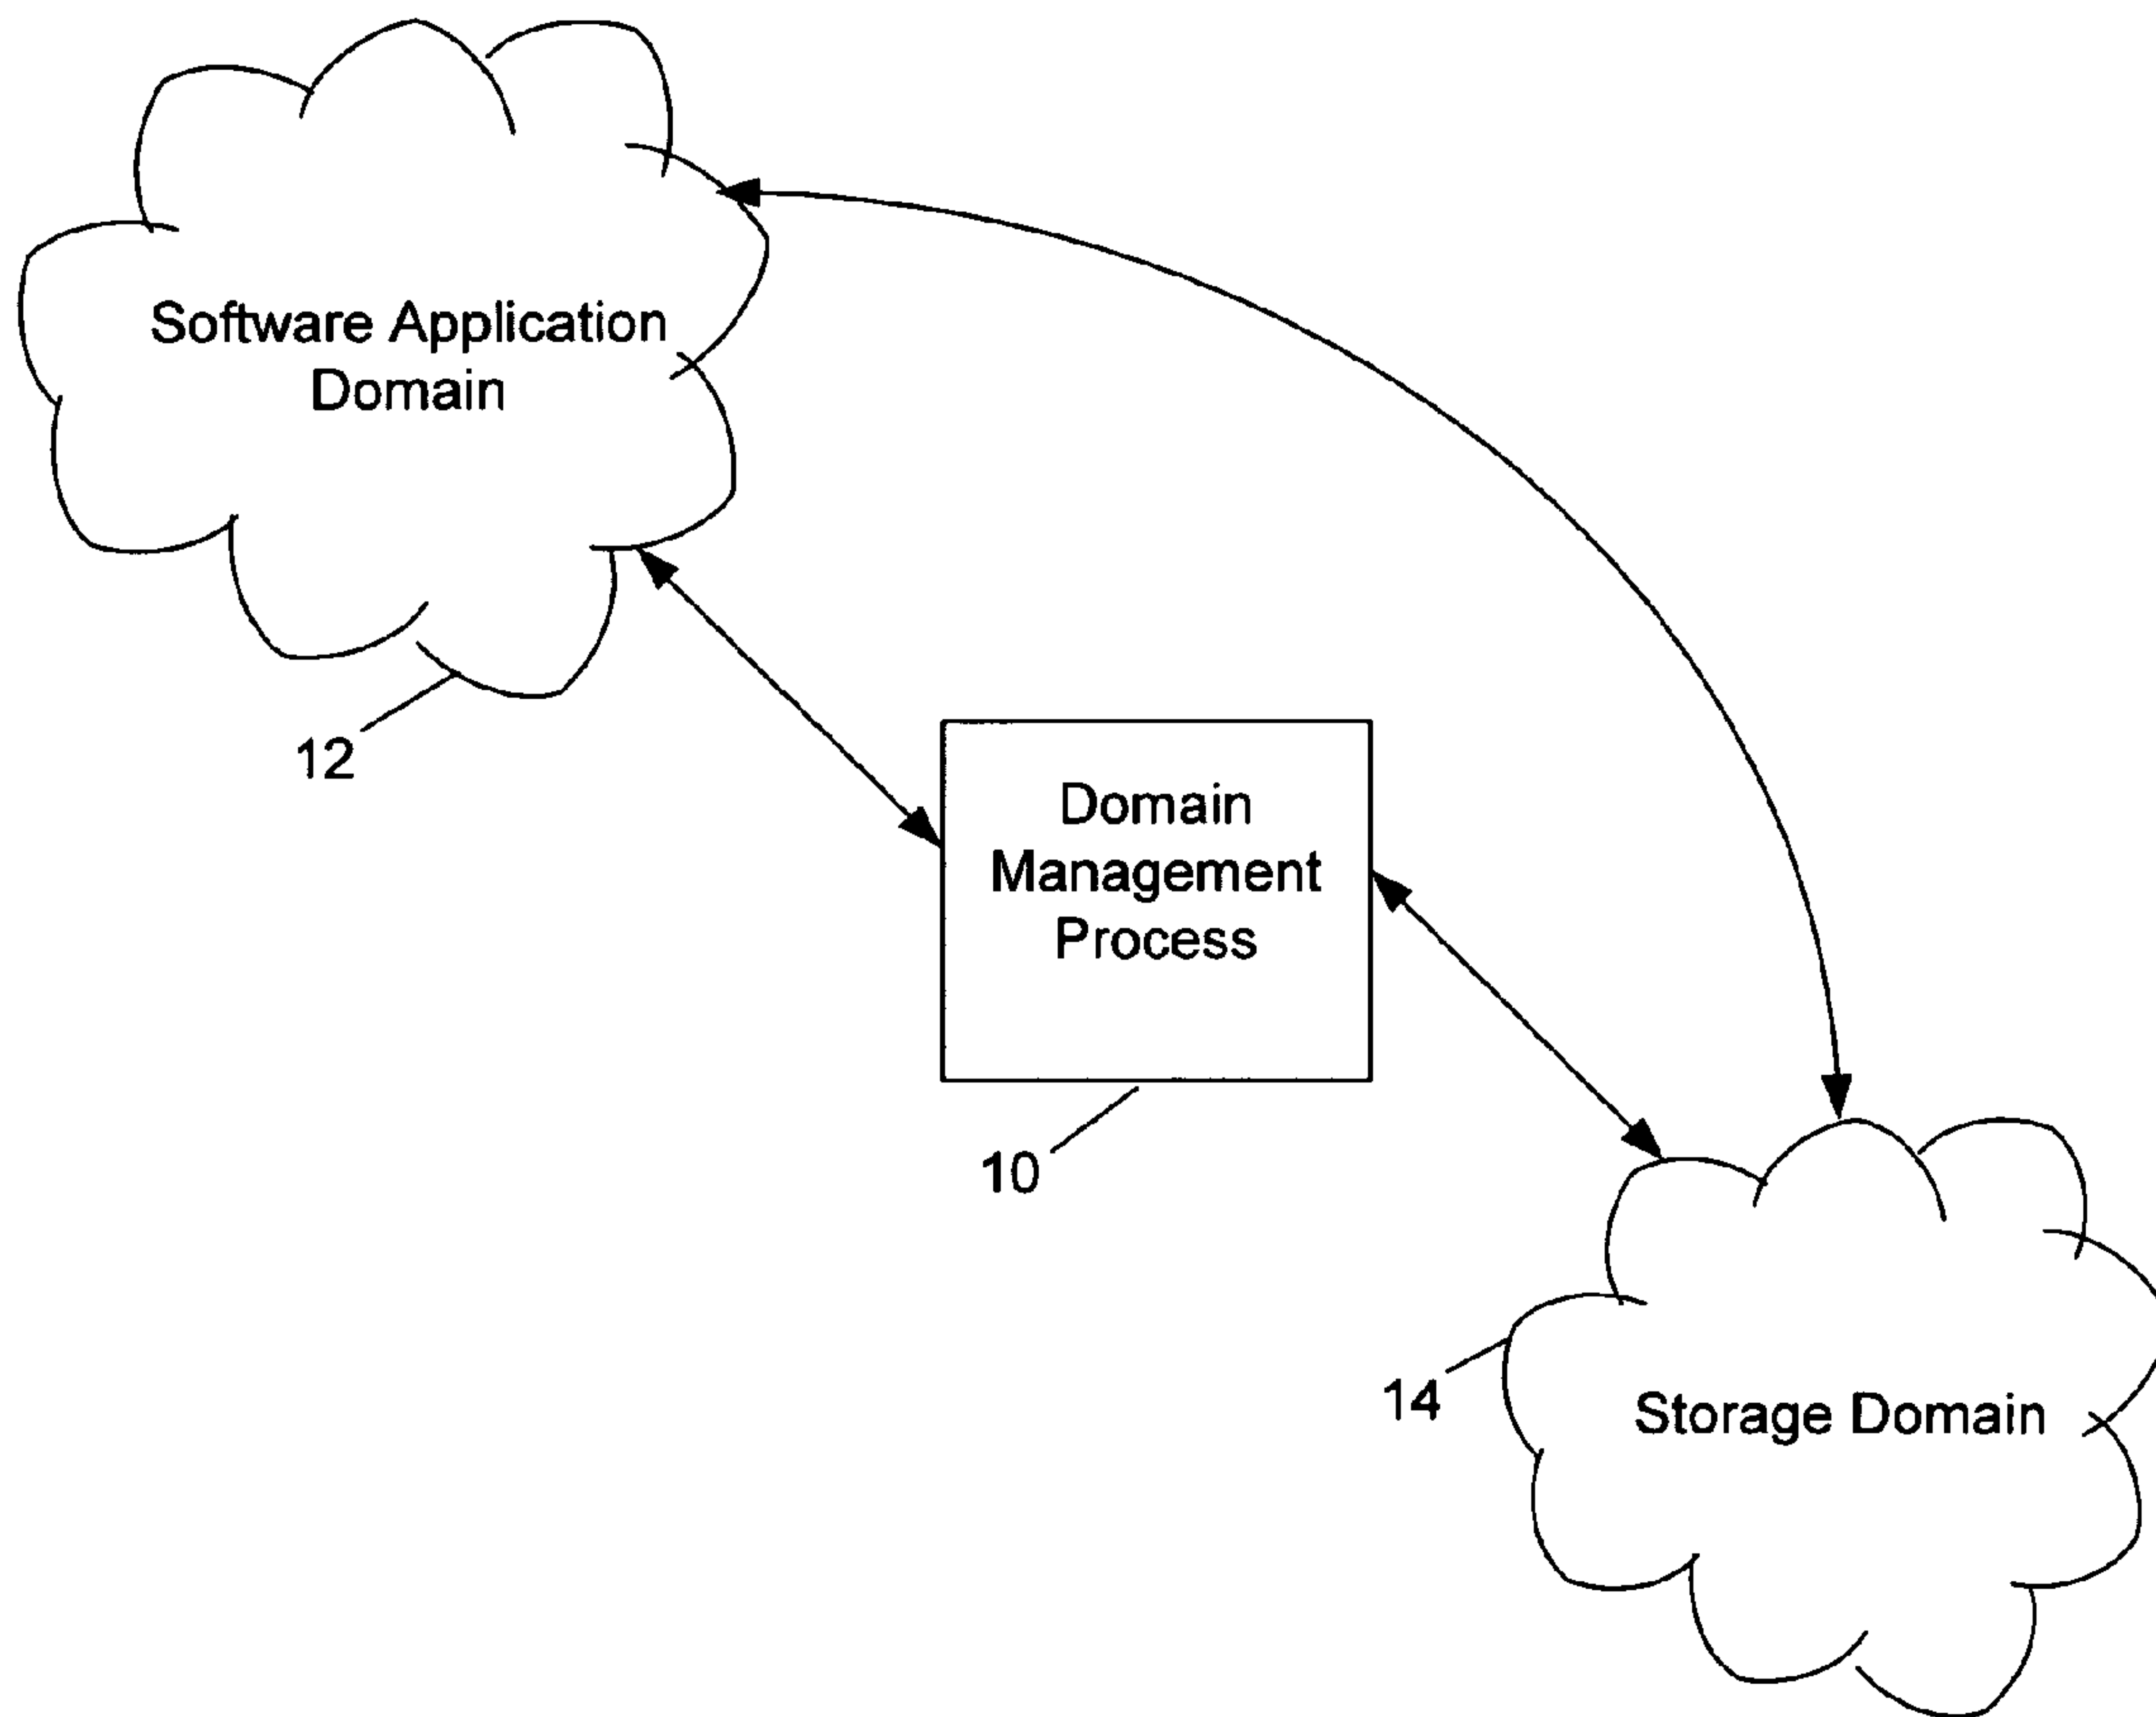 Software Application
Domain
12
Domain
Management
Process
10
14
Storage Domain